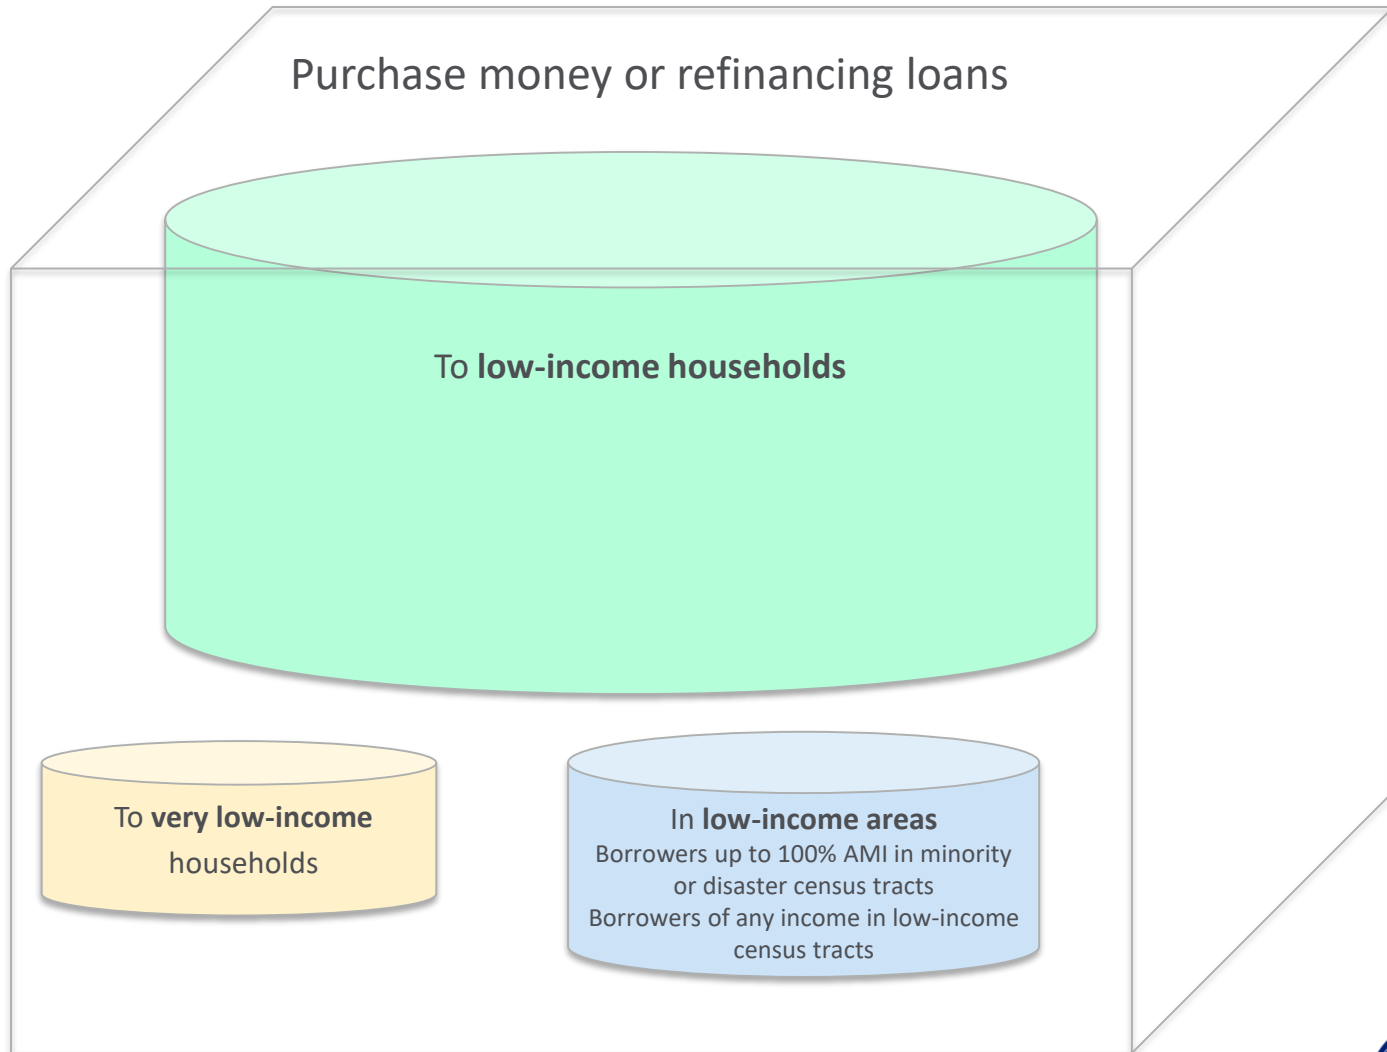 Purchase money or refinancing loans
To low-income households
To very low-income
households
In low-income areas
Borrowers up to 100% AMI in minority
or disaster census tracts
Borrowers of any income in low-income
census tracts